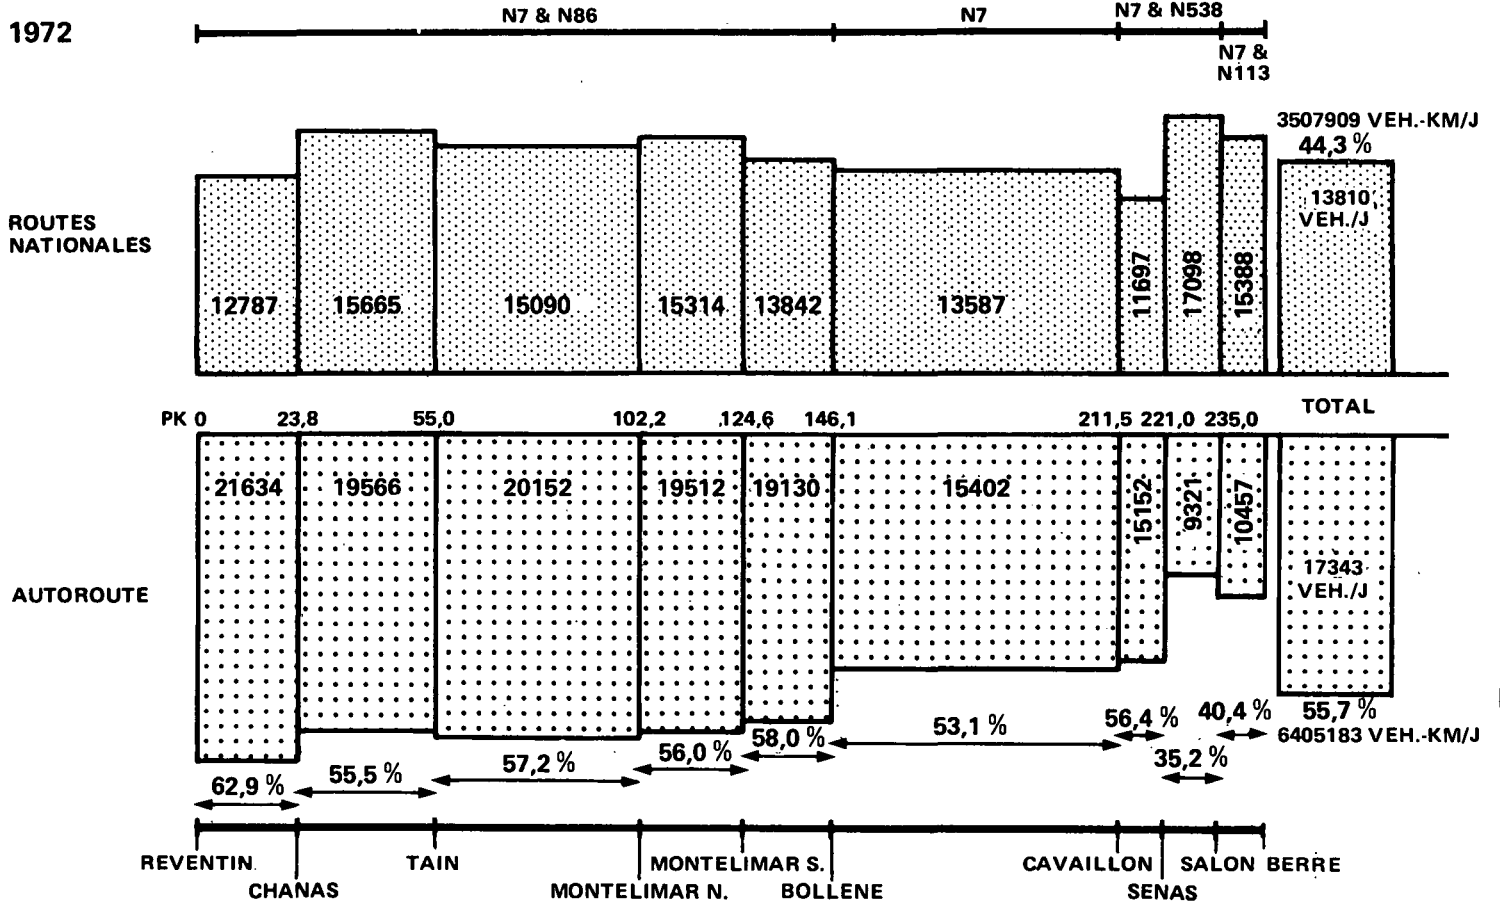 1972
N7 & N86
N7
N7 & N538
N7 &
N113
3507909 VEH.-KM/J
44,3 %
13810
VEH./J
ROUTES
NATIONALES
12787
15665
15090
15314
13842
13587
11697
17098
15388
TOTAL
PK 0
23,8
55,0
102,2
124,6
146,1
211,5
221,0
235,0
21634
19566
20152
19512
19130
15402
15152
9321
10457
17343
VEH./J
AUTOROUTE
62,9 %
55,5 %
57,2 %
56,0 %
58,0 %
53,1 %
56,4 %
35,2 %
40,4 %
55,7 %
6405183 VEH.-KM/J
REVENTIN
CHANAS
TAIN
MONTELIMAR N.
MONTELIMAR S.
BOLLENE
CAVAILLON
SENAS
SALON
BERRE